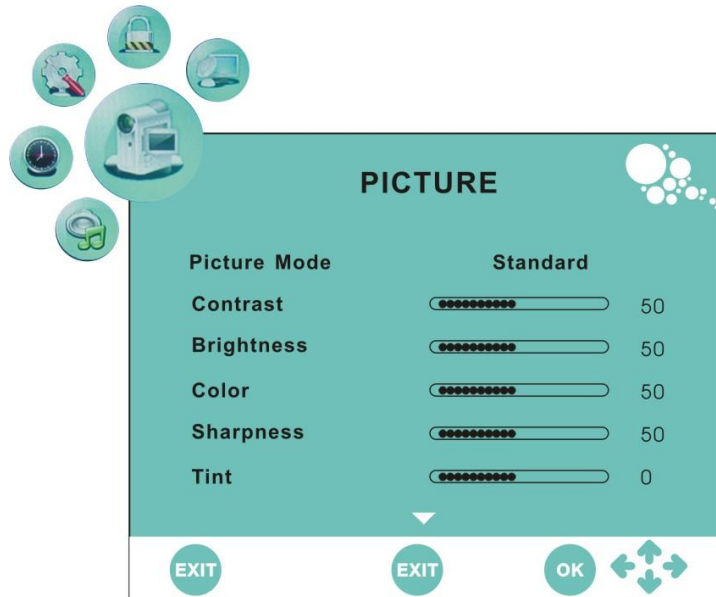 PICTURE
Picture Mode Standard
Contrast 50
Brightness 50
Color 50
Sharpness 50
Tint 0
EXIT EXIT OK